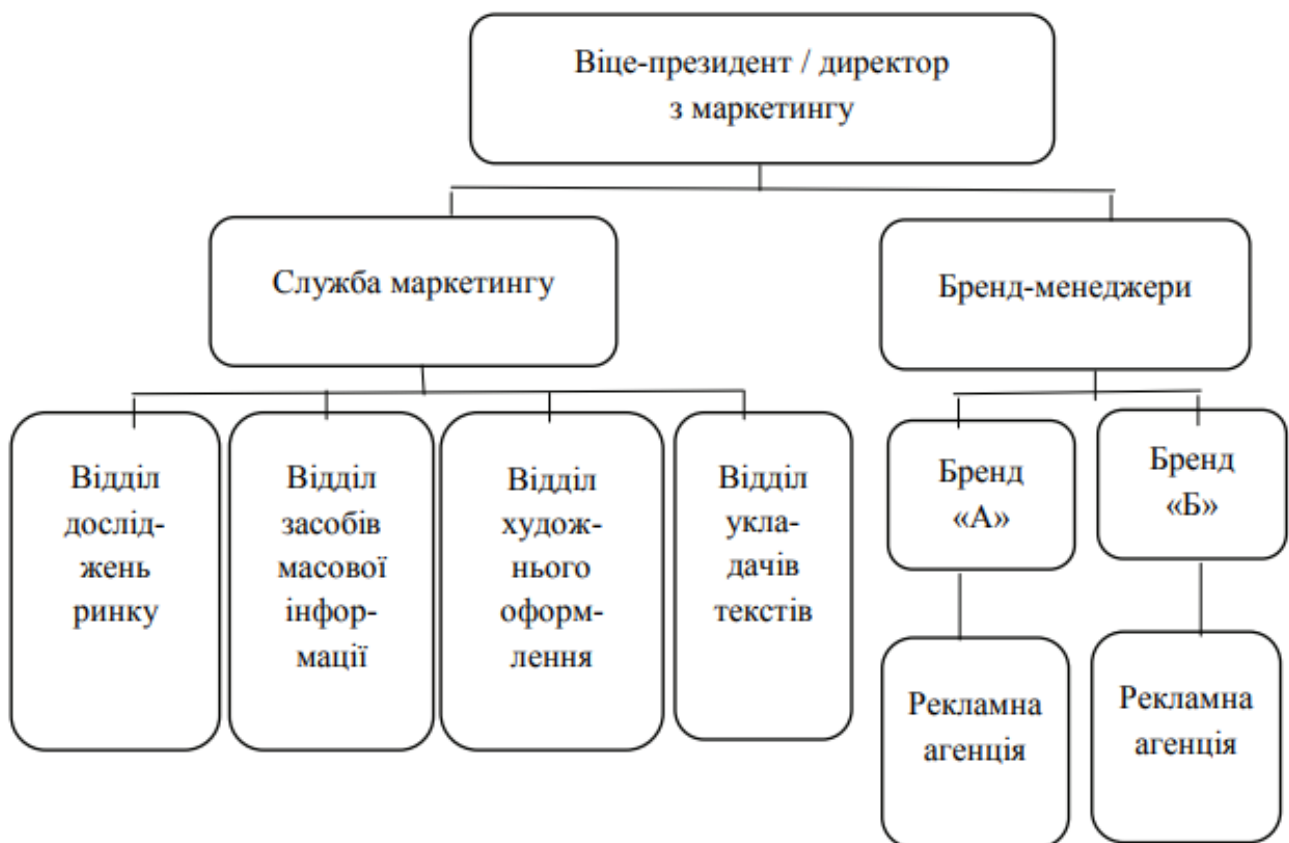 Віце-президент / директор
з маркетингу
Служба маркетингу
Бренд-менеджери
Відділ
дослід-
жень
ринку
Відділ
засобів
масової
інфор-
мації
Відділ
худож-
нього
оформ-
лення
Відділ
укла-
дачів
текстів
Бренд
«А»
Бренд
«Б»
Рекламна
агенція
Рекламна
агенція